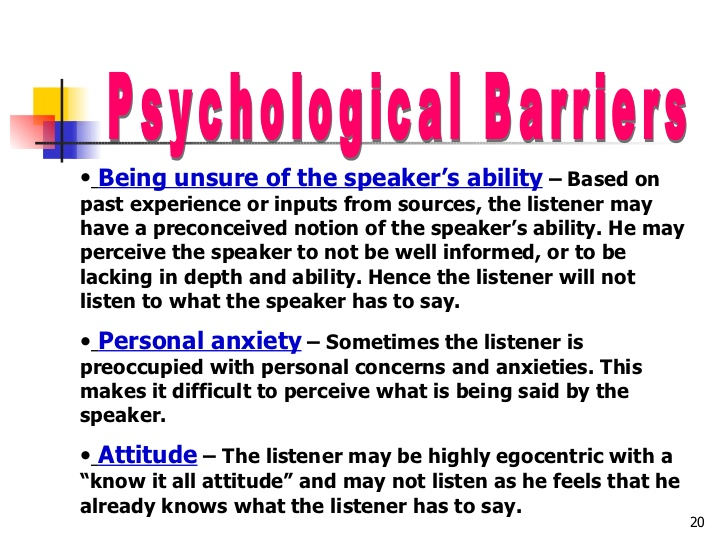 Psychological Barriers
• Being unsure of the speaker’s ability – Based on
past experience or inputs from sources, the listener may
have a preconceived notion of the speaker’s ability. He may
perceive the speaker to not be well informed, or to be
lacking in depth and ability. Hence the listener will not
listen to what the speaker has to say.
• Personal anxiety – Sometimes the listener is
preoccupied with personal concerns and anxieties. This
makes it difficult to perceive what is being said by the
speaker.
• Attitude – The listener may be highly egocentric with a
“know it all attitude” and may not listen as he feels that he
already knows what the listener has to say.
20